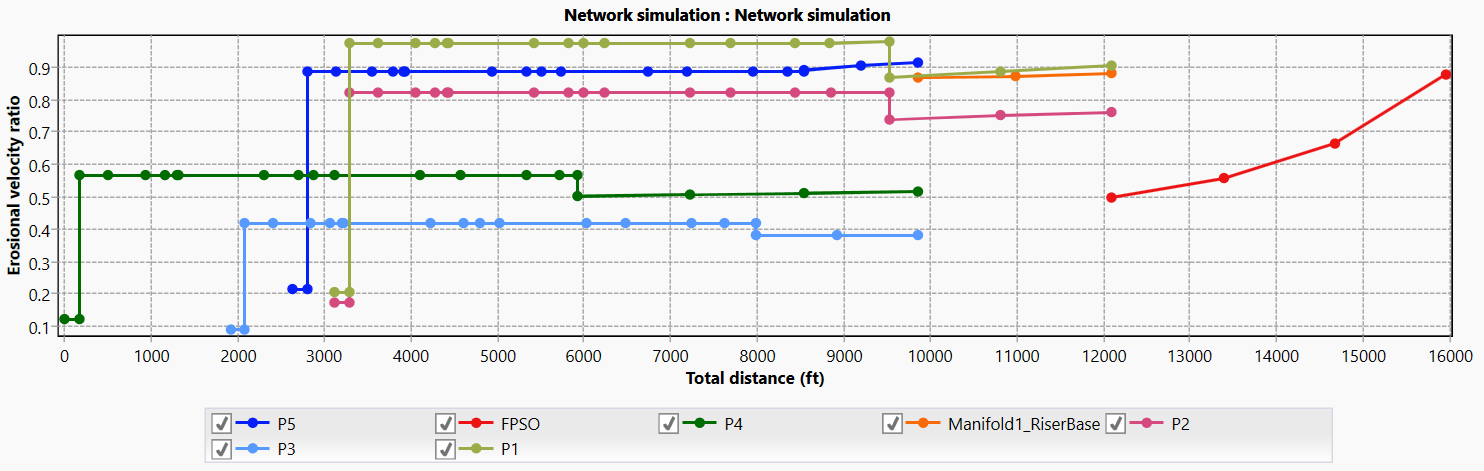 Network simulation : Network simulation
Erosional velocity ratio
0.9
0.8
0.7
0.6
0.5
0.4
0.3
0.2
0.1
0 1000 2000 3000 4000 5000 6000 7000 8000 9000 10000 11000 12000 13000 14000 15000 16000
Total distance (ft)
P5 FPSO P4 Manifold1_RiserBase P2
P3 P1